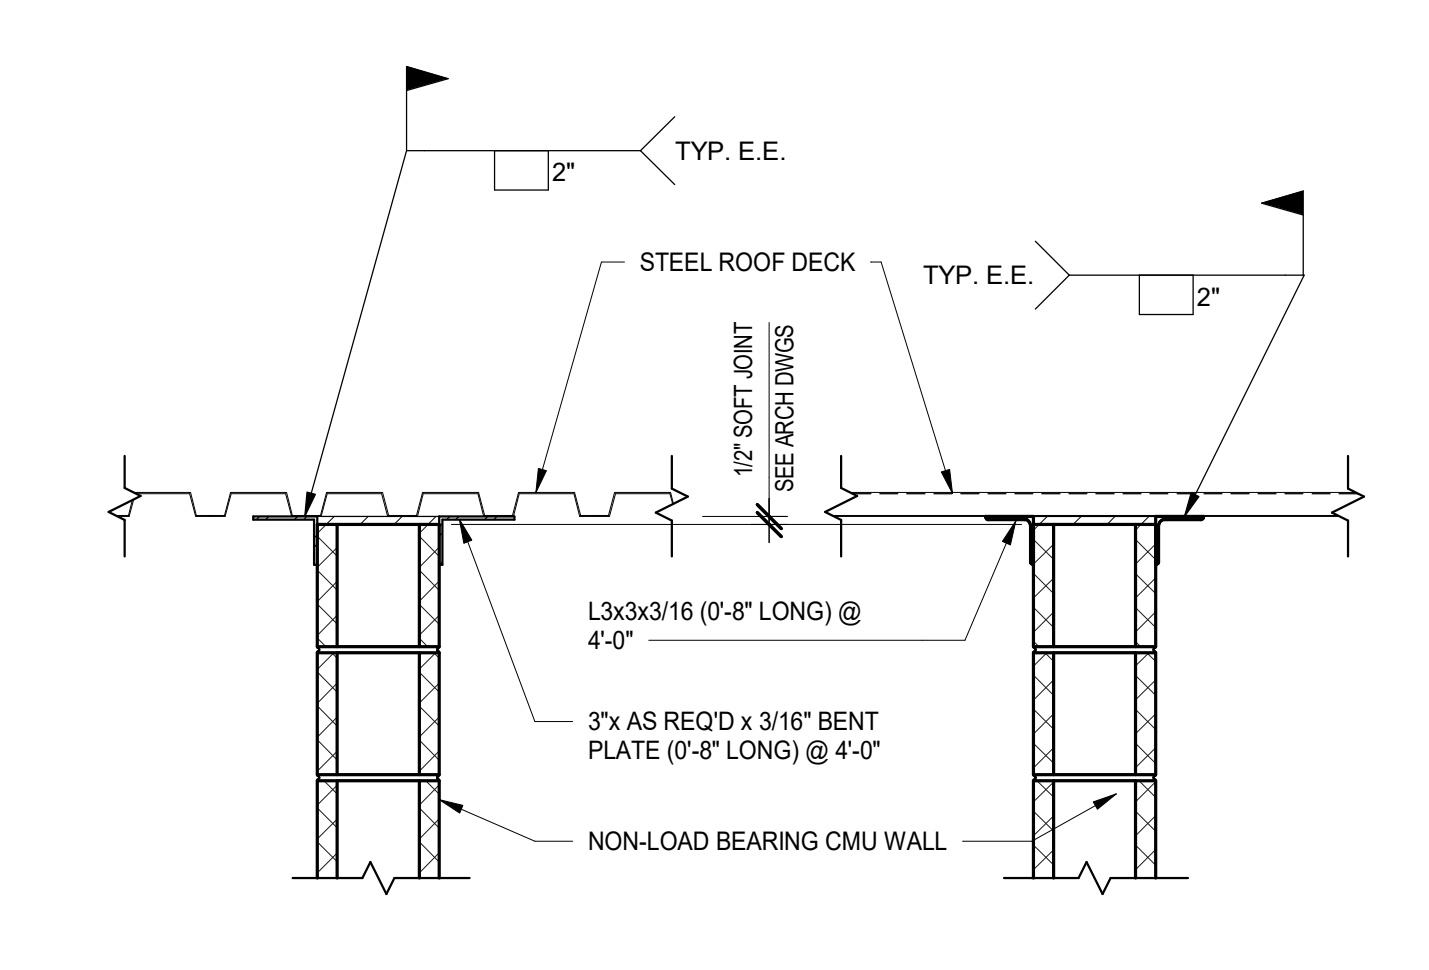 TYP. E.E.
2"
STEEL ROOF DECK
TYP. E.E.
2"
1/2" SOFT JOINT
SEE ARCH DWGS
L3x3x3/16 (0'-8" LONG) @
4'-0"
3"x AS REQ'D x 3/16" BENT
PLATE (0'-8" LONG) @ 4'-0"
NON-LOAD BEARING CMU WALL